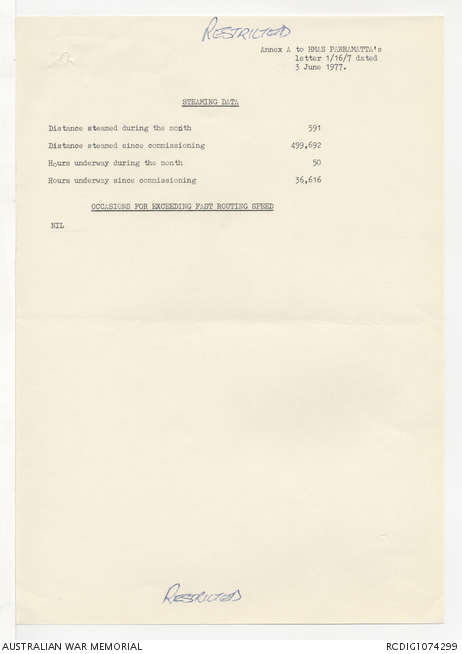 RESTRICTED
Annex A to HMAS PARRAMATTA's
letter 1/16/7 dated
3 June 1977.
STEAMING DATA
Distance steamed during the month 591
Distance steamed since commissioning 499,692
Hours underway during the month 50
Hours underway since commissioning 36,616
OCCASIONS FOR EXCEEDING FAST ROUTING SPEED
NIL
RESTRICTED
AUSTRALIAN WAR MEMORIAL RCDIG1074299